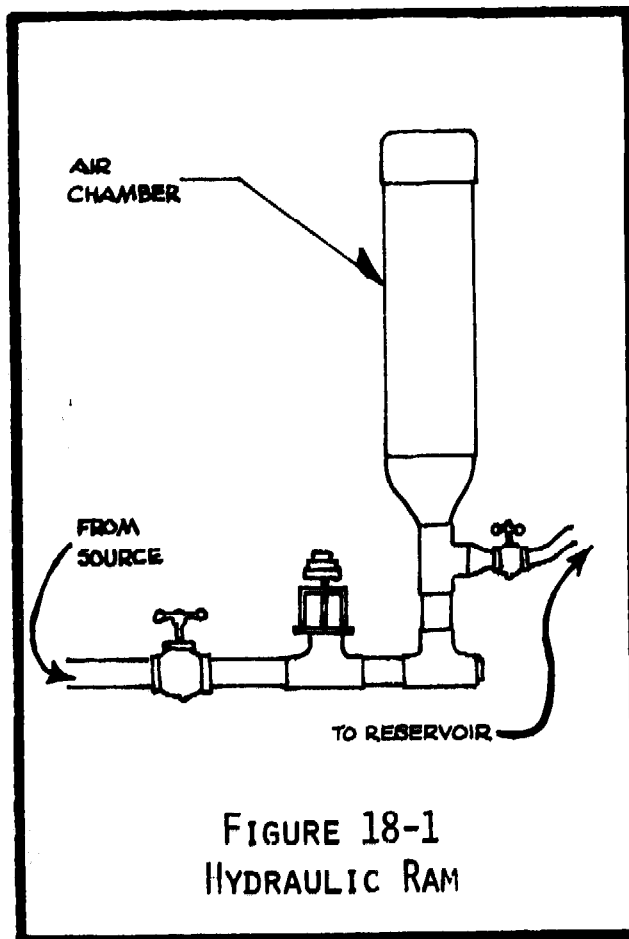 AIR
CHAMBER
FROM
SOURCE
TO RESERVOIR
FIGURE 18-1
HYDRAULIC RAM